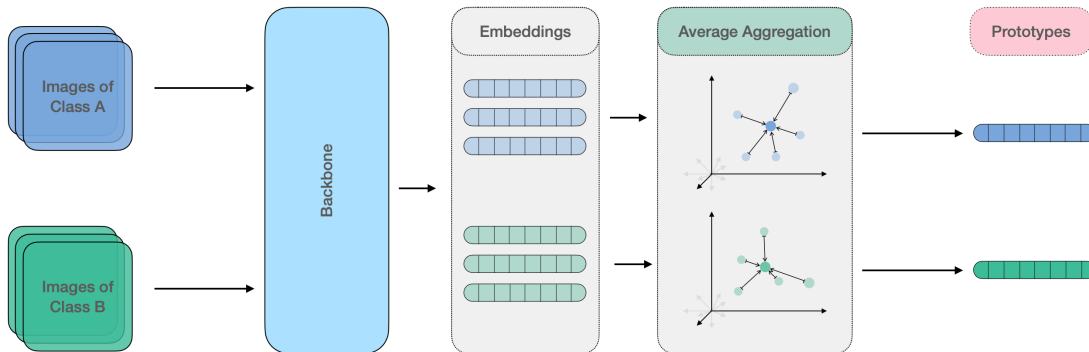 Images of
Class A
Backbone
Embeddings
Average Aggregation
Prototypes
Images of
Class B